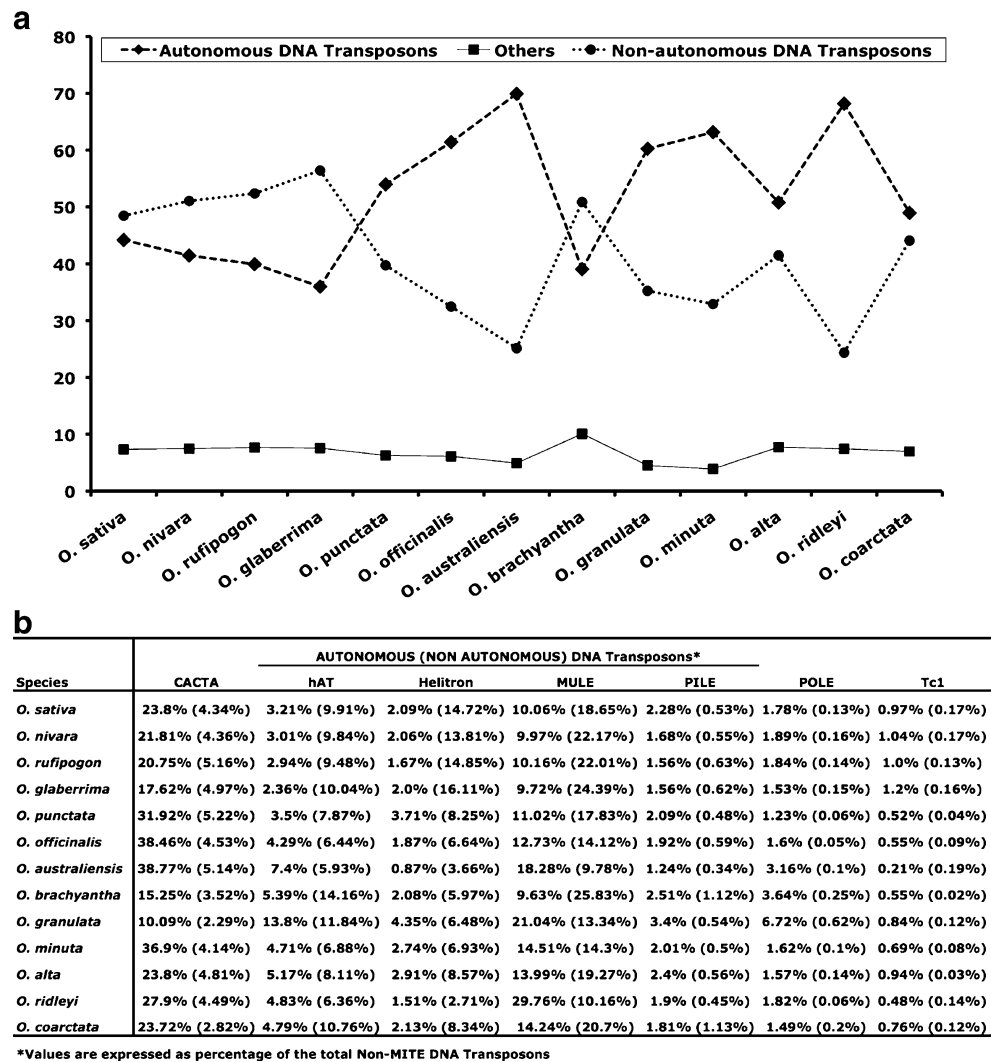 a
80
Autonomous DNA Transposons Others Non-autonomous DNA Transposons
70
60
50
40
30
20
10
0
O. sativa
O. nivara
O. rufipogon
O. glaberrima
O. punctata
O. officinalis
O. australiensis
O. brachyantha
O. granulata
O. minuta
O. alta
O. ridleyi
O. coarctata
b
AUTONOMOUS (NON AUTONOMOUS) DNA Transposons*
Species CACTA hAT Helitron MULE PILE POLE Tc1
O. sativa 23.8% (4.34%) 3.21% (9.91%) 2.09% (14.72%) 10.06% (18.65%) 2.28% (0.53%) 1.78% (0.13%) 0.97% (0.17%)
O. nivara 21.81% (4.36%) 3.01% (9.84%) 2.06% (13.81%) 9.97% (22.17%) 1.68% (0.55%) 1.89% (0.16%) 1.04% (0.17%)
O. rufipogon 20.75% (5.16%) 2.94% (9.48%) 1.67% (14.85%) 10.16% (22.01%) 1.56% (0.63%) 1.84% (0.14%) 1.0% (0.13%)
O. glaberrima 17.62% (4.97%) 2.36% (10.04%) 2.0% (16.11%) 9.72% (24.39%) 1.56% (0.62%) 1.53% (0.15%) 1.2% (0.16%)
O. punctata 31.92% (5.22%) 3.5% (7.87%) 3.71% (8.25%) 11.02% (17.83%) 2.09% (0.48%) 1.23% (0.06%) 0.52% (0.04%)
O. officinalis 38.46% (4.53%) 4.29% (6.44%) 1.87% (6.64%) 12.73% (14.12%) 1.92% (0.59%) 1.6% (0.05%) 0.55% (0.09%)
O. australiensis 38.77% (5.14%) 7.4% (5.93%) 0.87% (3.66%) 18.28% (9.78%) 1.24% (0.34%) 3.16% (0.1%) 0.21% (0.19%)
O. brachyantha 15.25% (3.52%) 5.39% (14.16%) 2.08% (5.97%) 9.63% (25.83%) 2.51% (1.12%) 3.64% (0.25%) 0.55% (0.02%)
O. granulata 10.09% (2.29%) 13.8% (11.84%) 4.35% (6.48%) 21.04% (13.34%) 3.4% (0.54%) 6.72% (0.62%) 0.84% (0.12%)
O. minuta 36.9% (4.14%) 4.71% (6.88%) 2.74% (6.93%) 14.51% (14.3%) 2.01% (0.5%) 1.62% (0.1%) 0.69% (0.08%)
O. alta 23.8% (4.81%) 5.17% (8.11%) 2.91% (8.57%) 13.99% (19.27%) 2.4% (0.56%) 1.57% (0.14%) 0.94% (0.03%)
O. ridleyi 27.9% (4.49%) 4.83% (6.36%) 1.51% (2.71%) 29.76% (10.16%) 1.9% (0.45%) 1.82% (0.06%) 0.48% (0.14%)
O. coarctata 23.72% (2.82%) 4.79% (10.76%) 2.13% (8.34%) 14.24% (20.7%) 1.81% (1.13%) 1.49% (0.2%) 0.76% (0.12%)
*Values are expressed as percentage of the total Non-MITE DNA Transposons